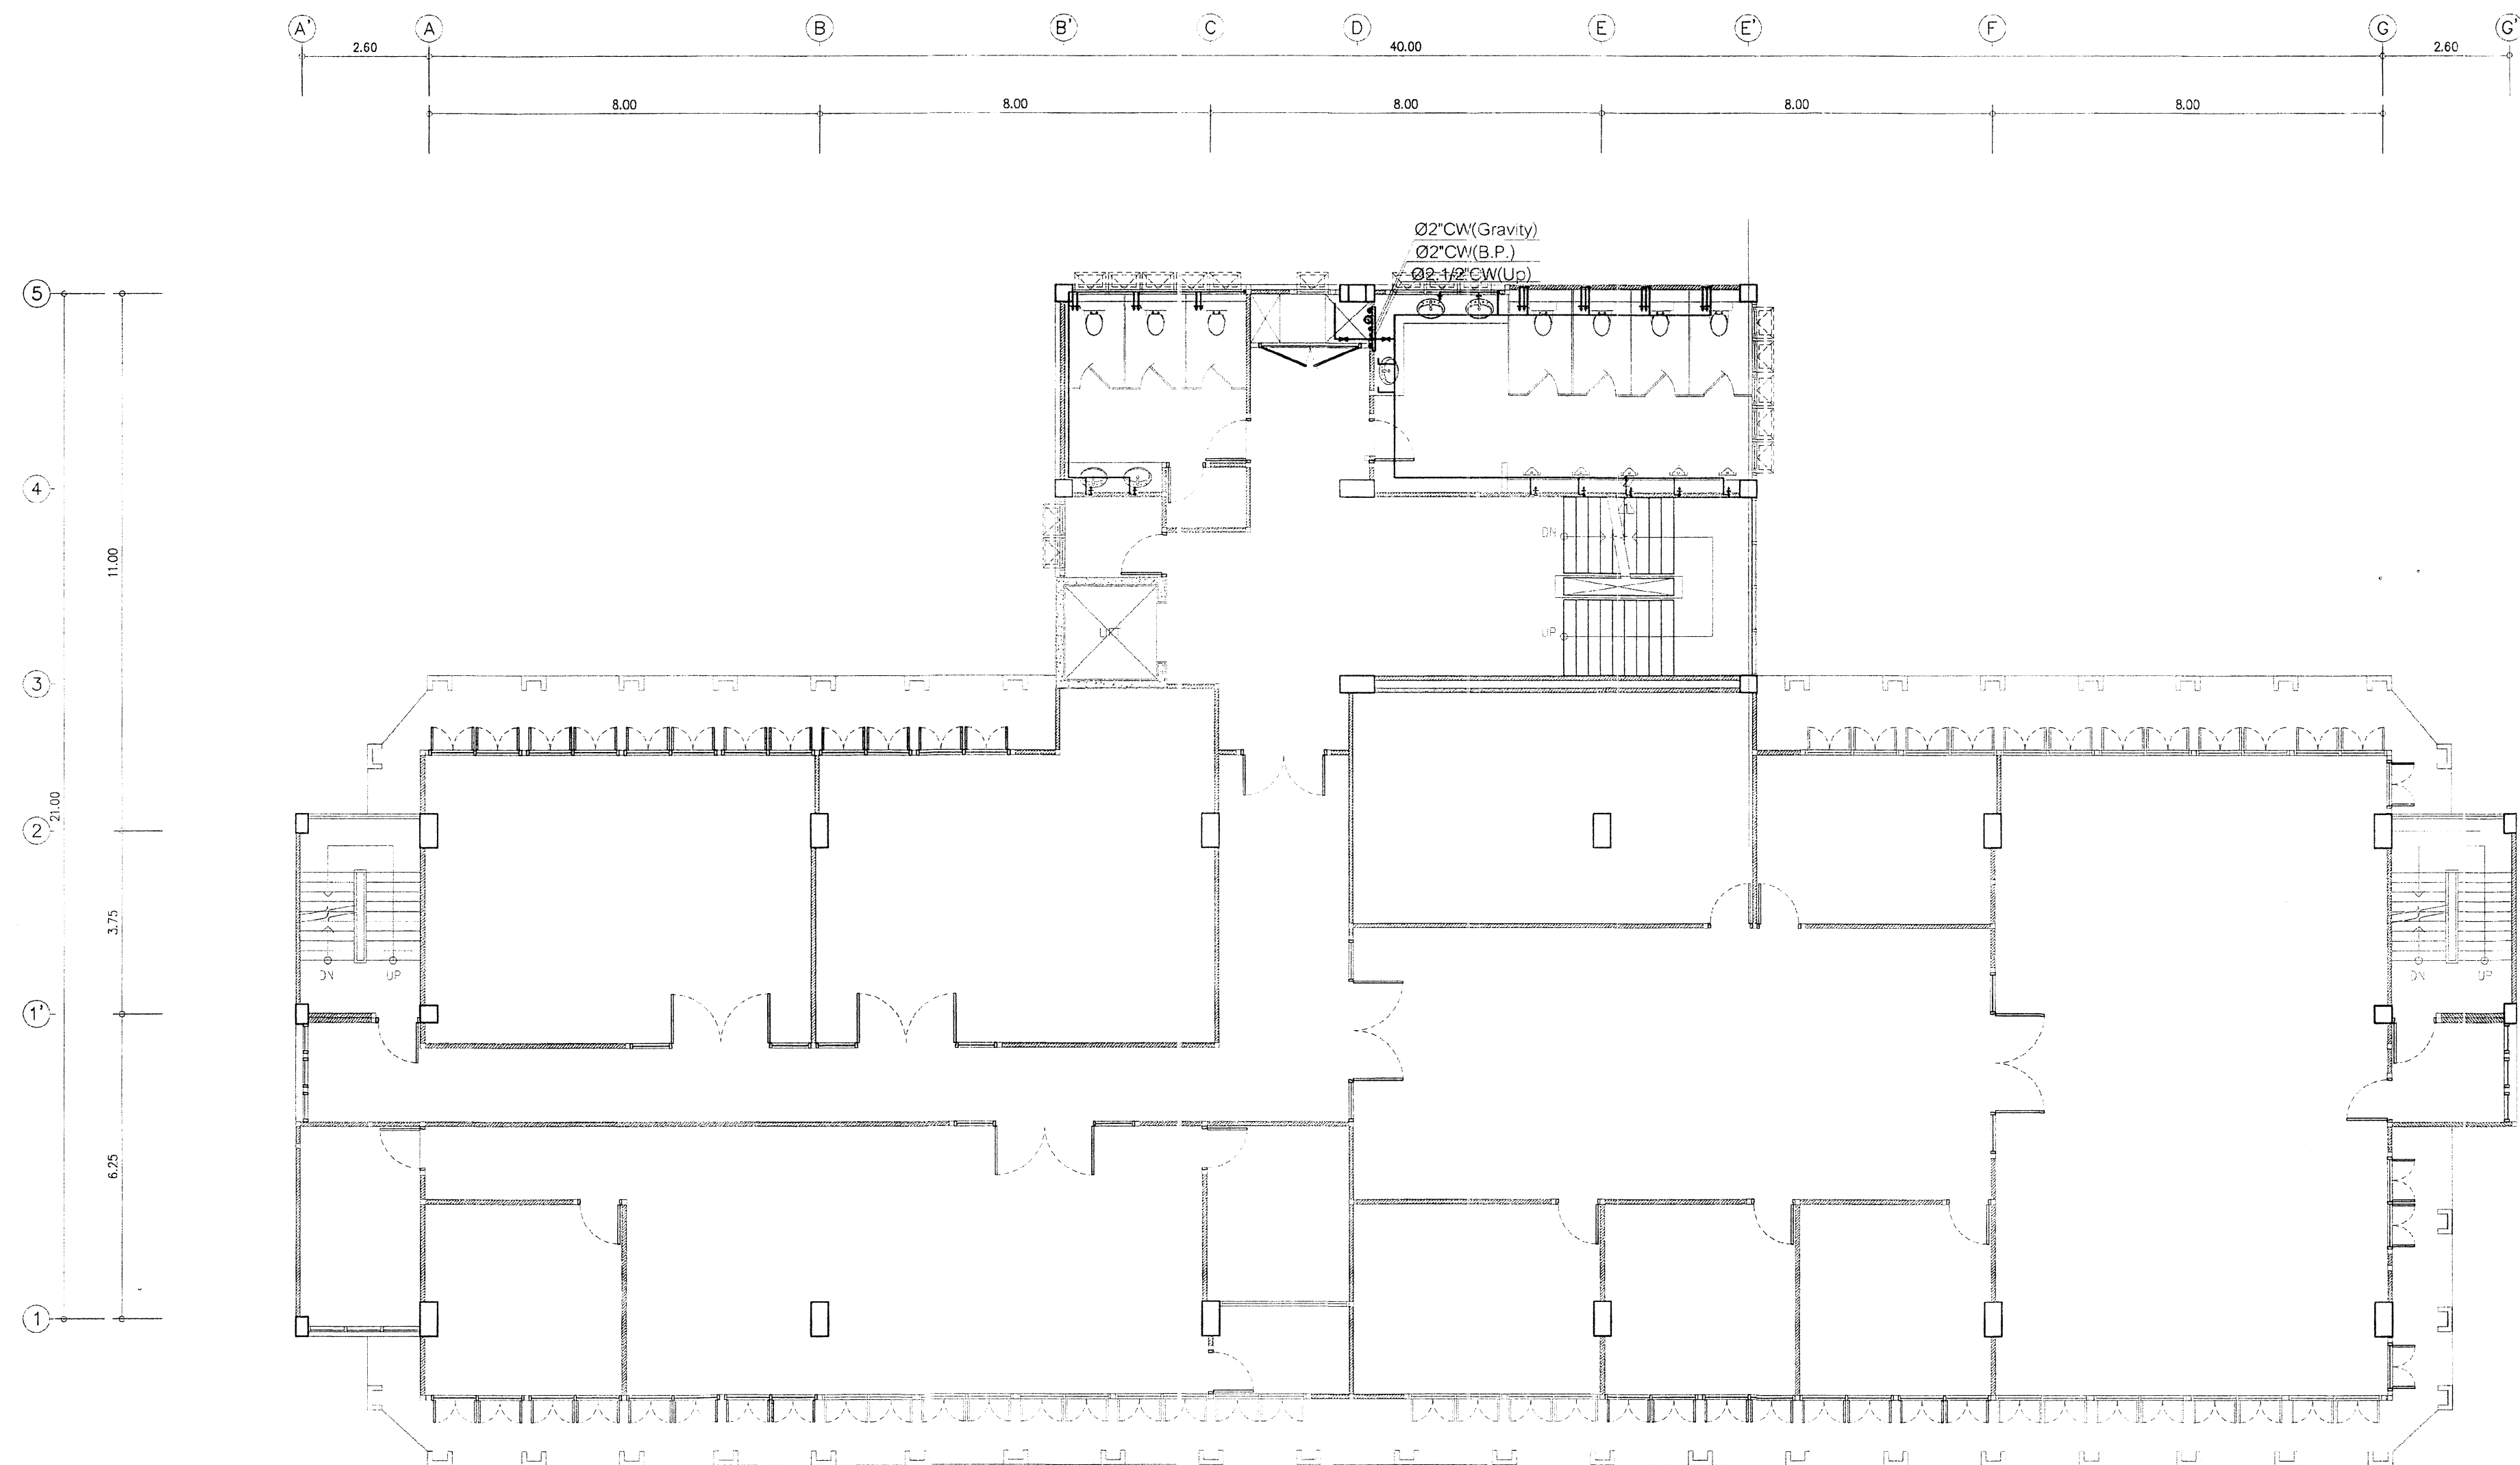 A' A B B' C D E E' F G G'
2.60 40.00 2.60
8.00 8.00 8.00 8.00 8.00
Ø2"CW(Gravity)
Ø2"CW(B.P.)
Ø2.1/2"CW(Up)
5
4
DN
11.00
UP
3
21.00
2
3.75
DN UP
DN UP
1'
6.25
1